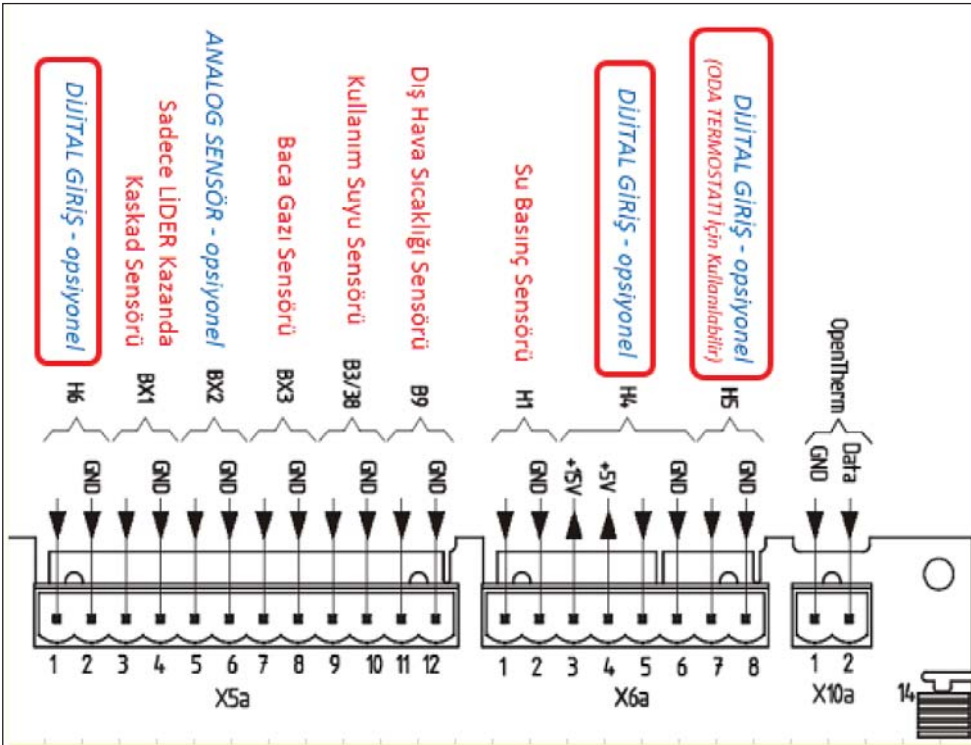 DİJİTAL GİRİŞ - opsiyonel
Sadece LİDER Kazanda
Kaskad Sensörü
ANALOG SENSÖR - opsiyonel
Baca Gazı Sensörü
Kullanım Suyu Sensörü
Dış Hava Sıcaklığı Sensörü
Su Basınç Sensörü
DİJİTAL GİRİŞ - opsiyonel
DİJİTAL GİRİŞ - opsiyonel
(ODA TERMOSTATI İçin Kullanılabilir)
H6 BX1 BX2 BX3 B3/38 B9 H1 H4 H5 OpenTherm
GND GND GND GND GND GND GND +15V +5V GND GND GND Data
1 2 3 4 5 6 7 8 9 10 11 12 1 2 3 4 5 6 7 8 1 2
X5a X6a X10a 14